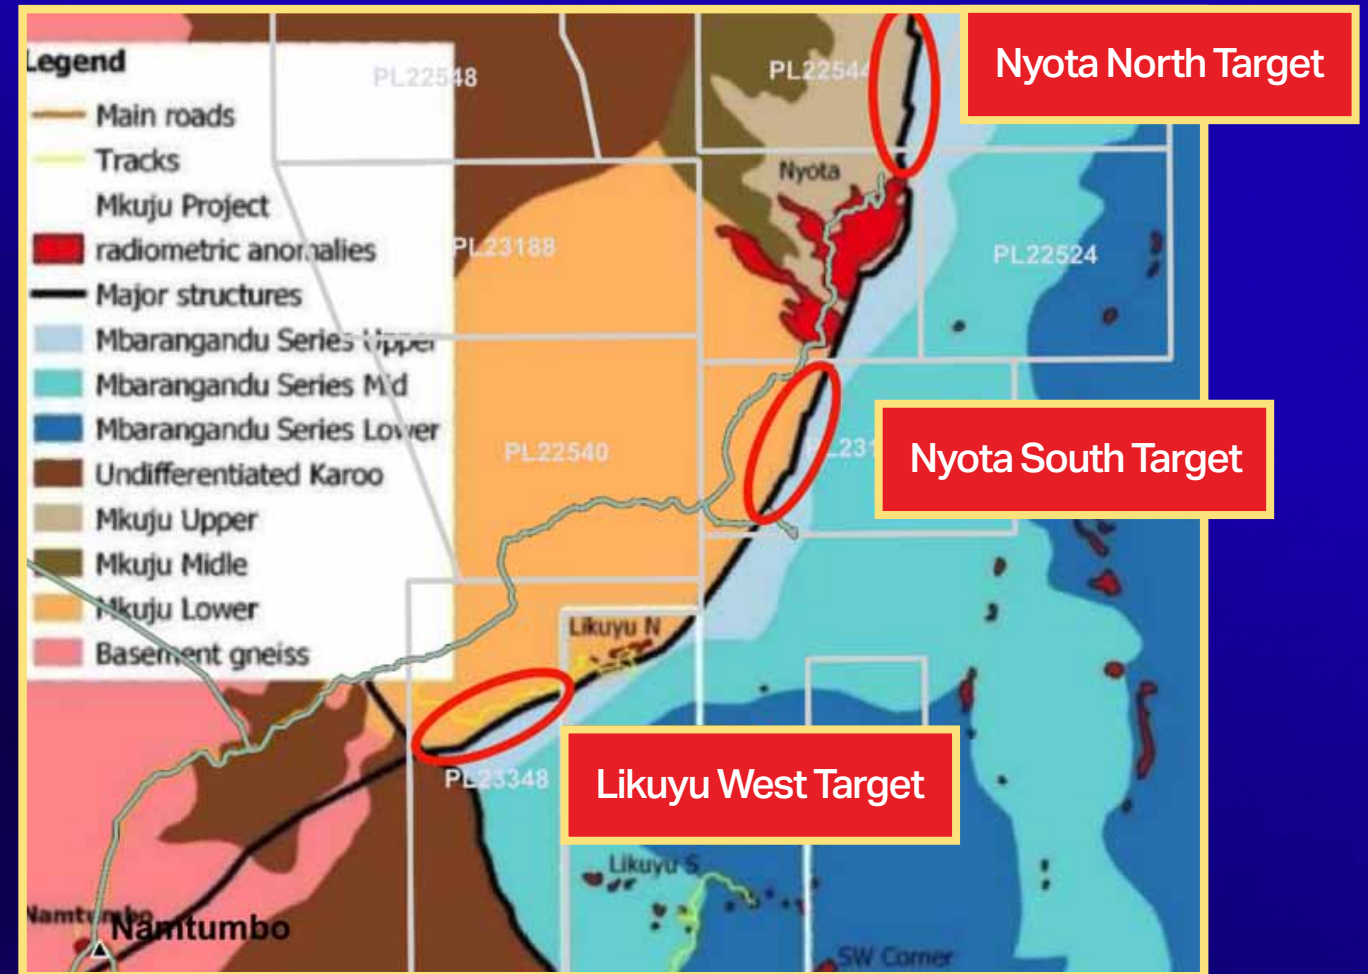 Nyota North Target
Legend
Main roads
Tracks
Mkuju Project
radiometric anomalies
Major structures
Mbarangandu Series Upper
Mbarangandu Series Mid
Mbarangandu Series Lower
Undifferentiated Karoo
Mkuju Upper
Mkuju Midle
Mkuju Lower
Basement gneiss
PL22548
PL22544
Nyota
PL23188
PL22524
PL22540
PL231
Nyota South Target
Likuyu N
PL23348
Likuyu West Target
Likuyu S
Namtumbo
Namtumbo
SW Corner